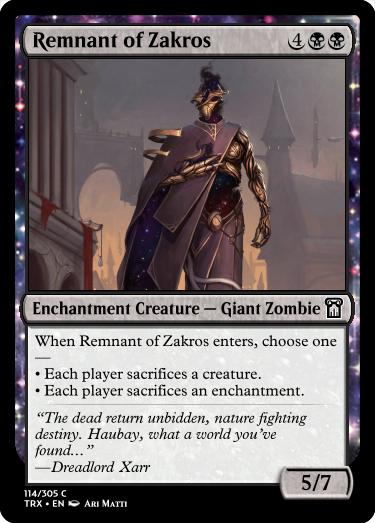 Remnant of Zakros 4
Enchantment Creature — Giant Zombie
When Remnant of Zakros enters, choose one
—
• Each player sacrifices a creature.
• Each player sacrifices an enchantment.
“The dead return unbidden, nature fighting
destiny. Haubay, what a world you’ve
found...”
—Dreadlord Xarr
5/7
114/305 C
TRX • EN Ari Matti